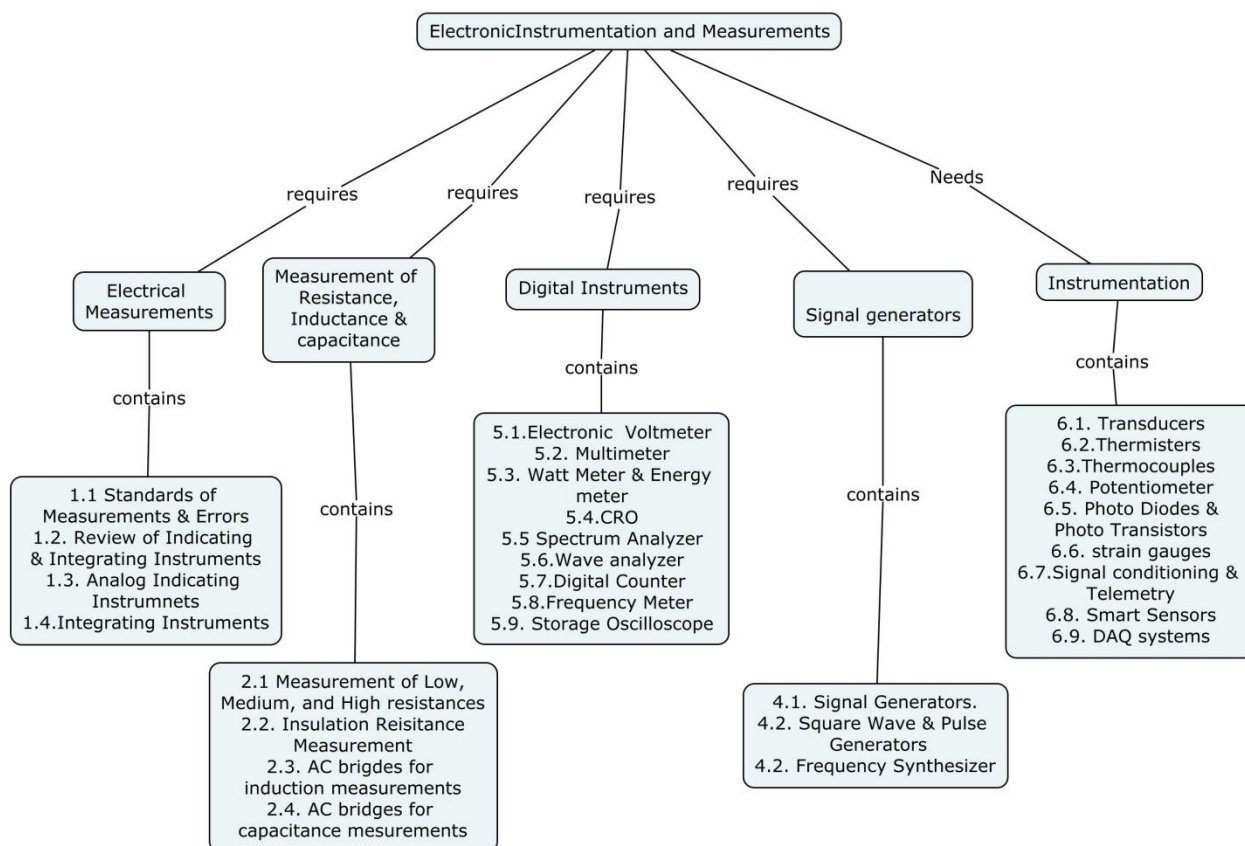 ElectronicInstrumentation and Measurements
requires
requires
requires
requires
Needs
Electrical
Measurements
Measurement of
Resistance,
Inductance &
capacitance
Digital Instruments
Signal generators
Instrumentation
contains
contains
contains
contains
contains
1.1 Standards of
Measurements & Errors
1.2. Review of Indicating
& Integrating Instruments
1.3. Analog Indicating
Instrumnets
1.4.Integrating Instruments
2.1 Measurement of Low,
Medium, and High resistances
2.2. Insulation Reisitance
Measurement
2.3. AC brigdes for
induction measurements
2.4. AC bridges for
capacitance mesurements
5.1.Electronic  Voltmeter
5.2. Multimeter
5.3. Watt Meter & Energy
meter
5.4.CRO
5.5 Spectrum Analyzer
5.6.Wave analyzer
5.7.Digital Counter
5.8.Frequency Meter
5.9. Storage Oscilloscope
4.1. Signal Generators.
4.2. Square Wave & Pulse
Generators
4.2. Frequency Synthesizer
6.1. Transducers
6.2.Thermisters
6.3.Thermocouples
6.4. Potentiometer
6.5. Photo Diodes &
Photo Transistors
6.6. strain gauges
6.7.Signal conditioning &
Telemetry
6.8. Smart Sensors
6.9. DAQ systems